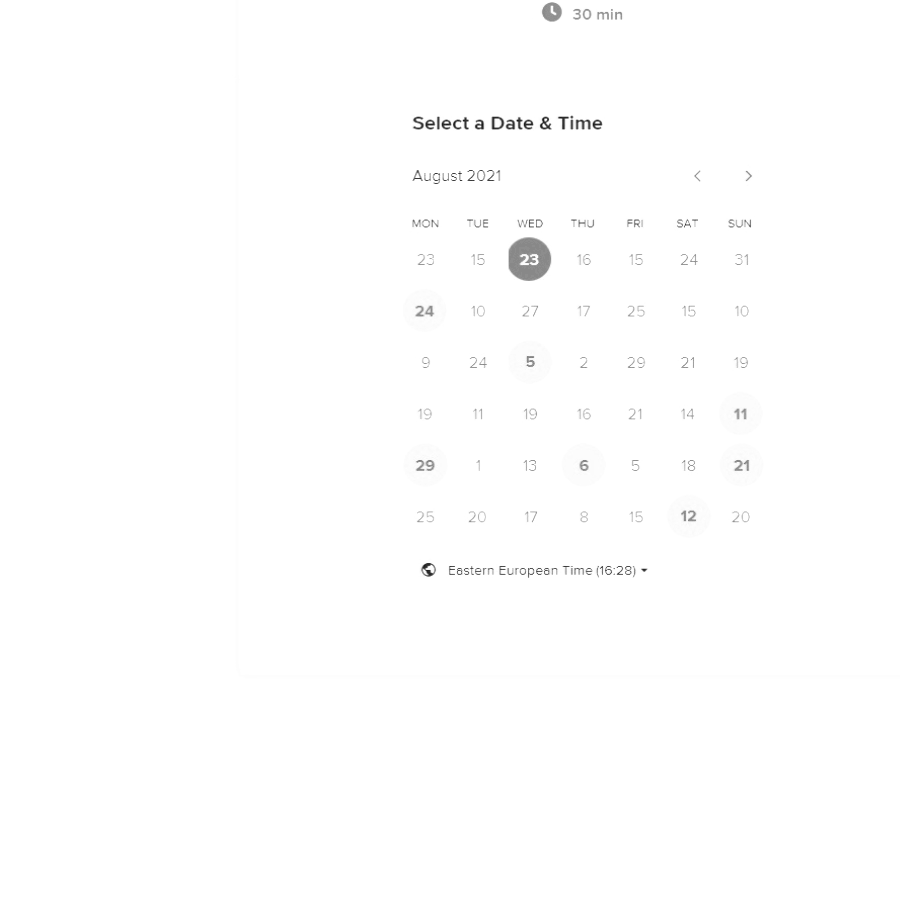 30 min
Select a Date & Time
August 2021
MON TUE WED THU FRI SAT SUN
23 15 23 16 15 24 31
24 10 27 17 25 15 10
9 24 5 2 29 21 19
19 11 19 16 21 14 11
29 1 13 6 5 18 21
25 20 17 8 15 12 20
Eastern European Time (16:28)